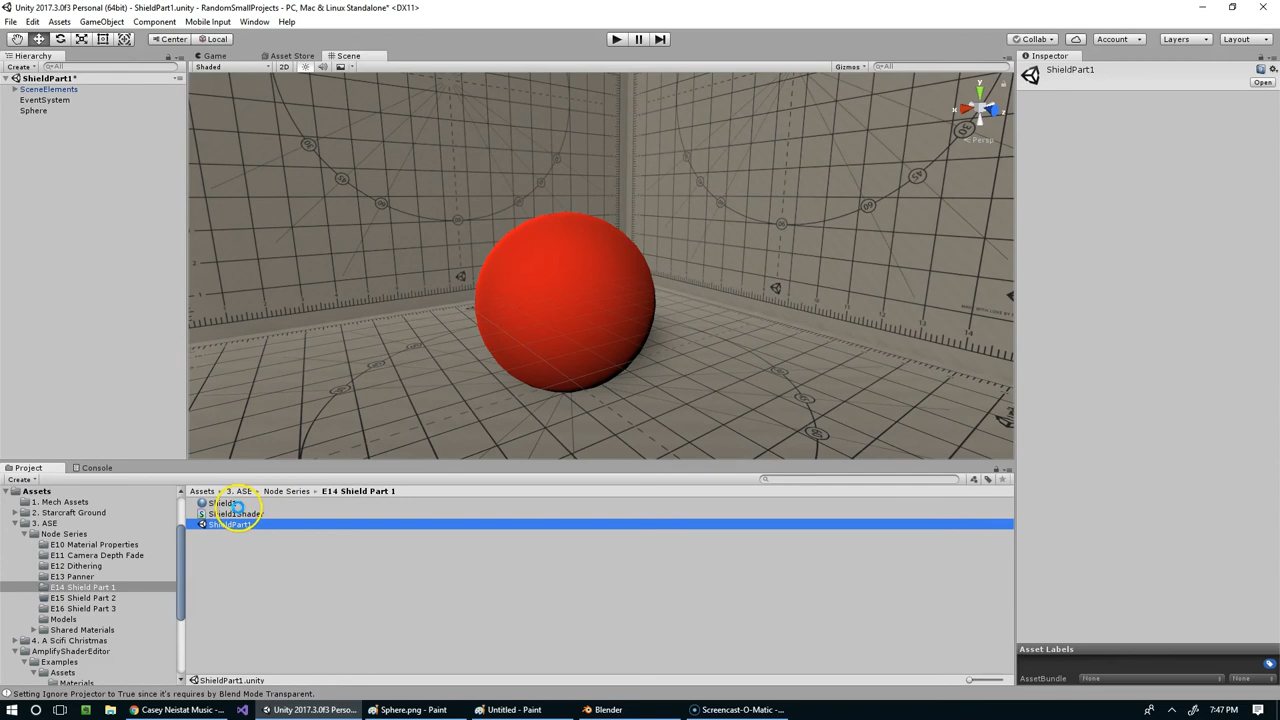 Unity 2017.3.0f3 Personal (64bit) - ShieldPart1.unity - RandomSmallProjects - PC, Mac & Linux Standalone* <DX11>
File Edit Assets GameObject Component Mobile Input Window Help
Center Local Collab Account Layers Layout
Hierarchy Game Asset Store Scene Inspector
Create All Shaded 2D Gizmos All
ShieldPart1* ShieldPart1
Open
SceneElements
EventSystem
Sphere
y
x z
Persp
Project Console
Create
Assets Assets 3. ASE Node Series E14 Shield Part 1
1. Mech Assets
2. Starcraft Ground
3. ASE
Node Series
E10 Material Properties
E11 Camera Depth Fade
E12 Dithering
E13 Panner
E14 Shield Part 1
E15 Shield Part 2
E16 Shield Part 3
Models
Shared Materials
4. A Scifi Christmas
AmplifyShaderEditor
Examples
Assets
Materials
Shield1
Shield1Shader
ShieldPart1
ShieldPart1.unity
Asset Labels
AssetBundle None None
Setting Ignore Projector to True since it's requires by Blend Mode Transparent.
Casey Neistat Music -... Unity 2017.3.0f3 Perso... Sphere.png - Paint Untitled - Paint Blender Screencast-O-Matic -... 7:47 PM